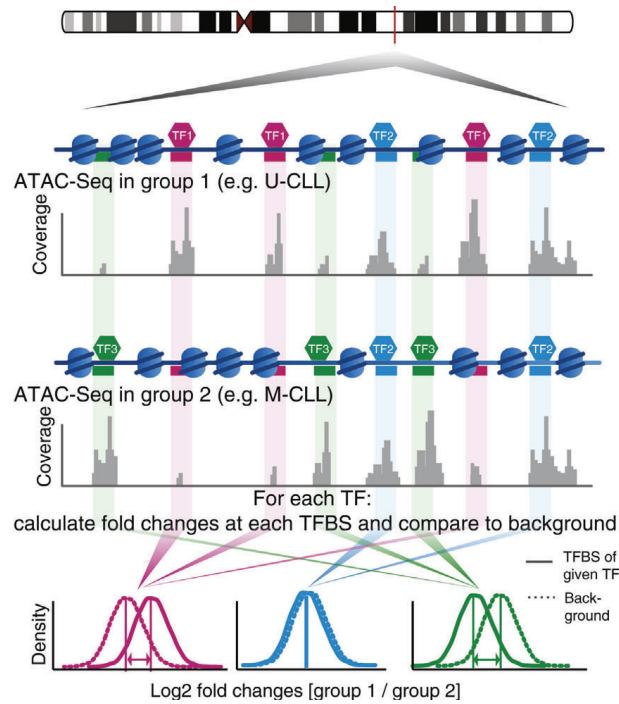 TF1 TF1 TF2 TF1 TF2
ATAC-Seq in group 1 (e.g. U-CLL)
Coverage
TF3 TF3 TF2 TF3 TF2
ATAC-Seq in group 2 (e.g. M-CLL)
Coverage
For each TF:
calculate fold changes at each TFBS and compare to background
TFBS of
given TF
Back-
ground
Density
Log2 fold changes [group 1 / group 2]